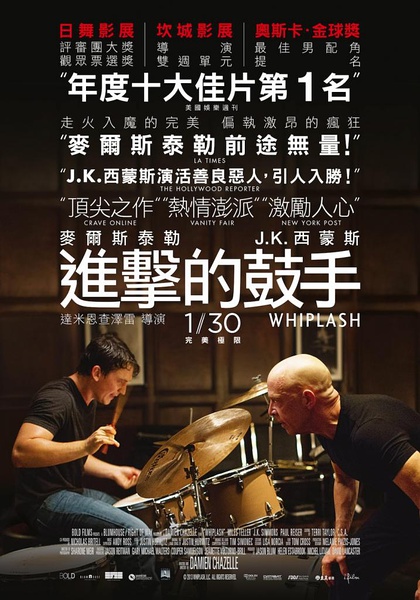 日舞影展 坎城影展 奧斯卡·金球獎
評審團大獎 導演 最佳男配角
觀眾票選獎 雙週單元 提名
“年度十大佳片第1名”
美國娛樂週刊
走火入魔的完美 偏執激昂的瘋狂
“麥爾斯泰勒前途無量!”
LA TIMES
“J.K.西蒙斯演活善良惡人,引人入勝!”
THE HOLLYWOOD REPORTER
“頂尖之作” “熱情澎派” “激勵人心”
CRAVE ONLINE VANITY FAIR NEW YORK POST
麥爾斯泰勒 J.K.西蒙斯
進擊的鼓手
達米恩查澤雷 導演 1/30 WHIPLASH
完美極限
DAMIEN CHAZELLE
BOLD